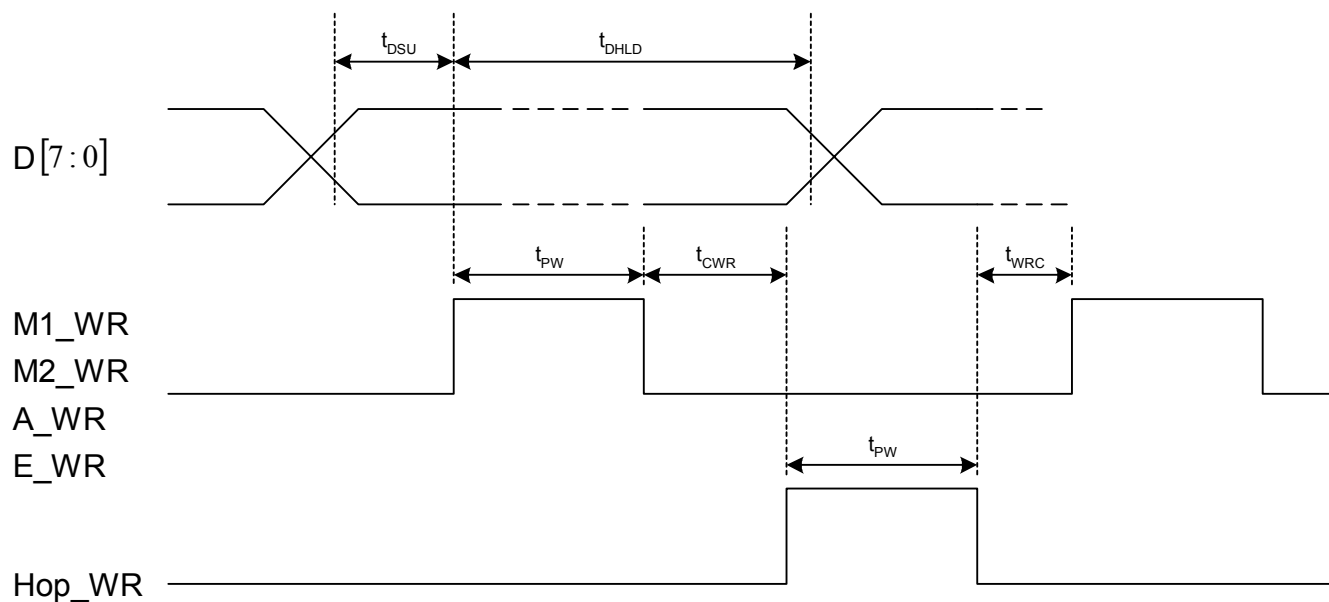 tDSU
tDHLD
D[7:0]
tPW
tCWR
tWRC
M1_WR
M2_WR
A_WR
E_WR
tPW
Hop_WR